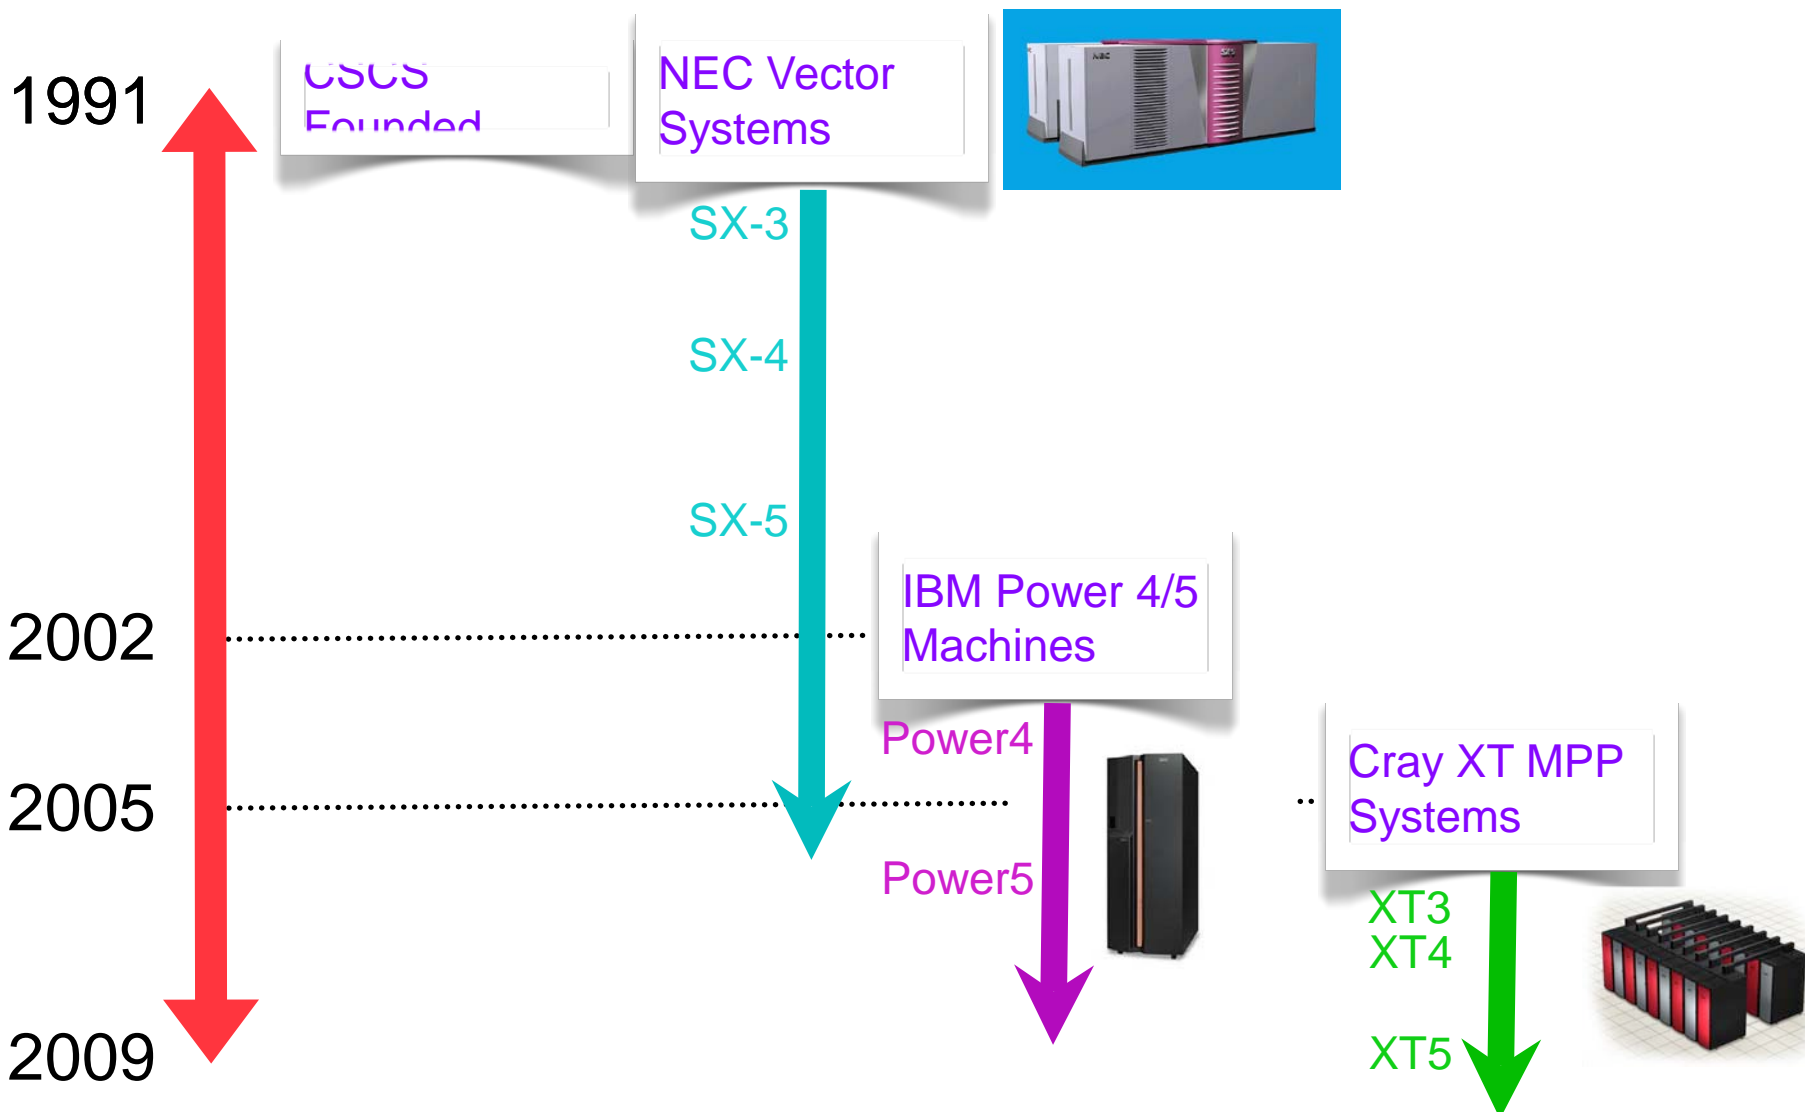 1991
CSCS
Founded
NEC Vector
Systems
NEC
SX-3
SX-4
SX-5
2002
IBM Power 4/5
Machines
Power4
2005
Cray XT MPP
Systems
Power5
XT3
XT4
XT5
2009